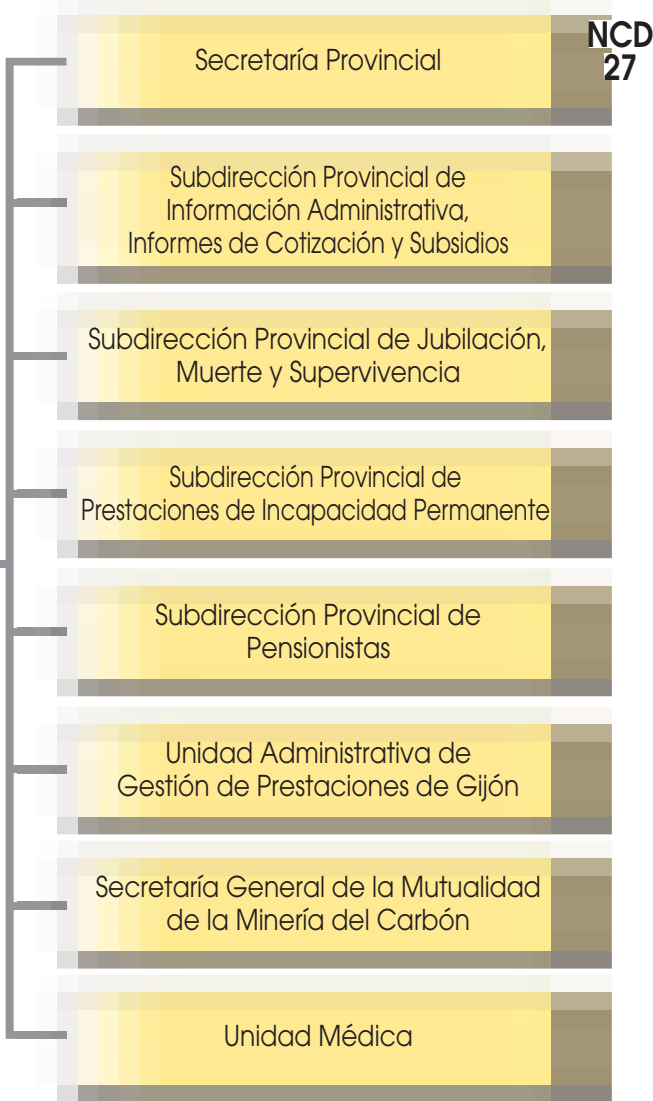 NCD
27
Secretaría Provincial
Subdirección Provincial de
Información Administrativa,
Informes de Cotización y Subsidios
Subdirección Provincial de Jubilación,
Muerte y Supervivencia
Subdirección Provincial de
Prestaciones de Incapacidad Permanente
Subdirección Provincial de
Pensionistas
Unidad Administrativa de
Gestión de Prestaciones de Gijón
Secretaría General de la Mutualidad
de la Minería del Carbón
Unidad Médica